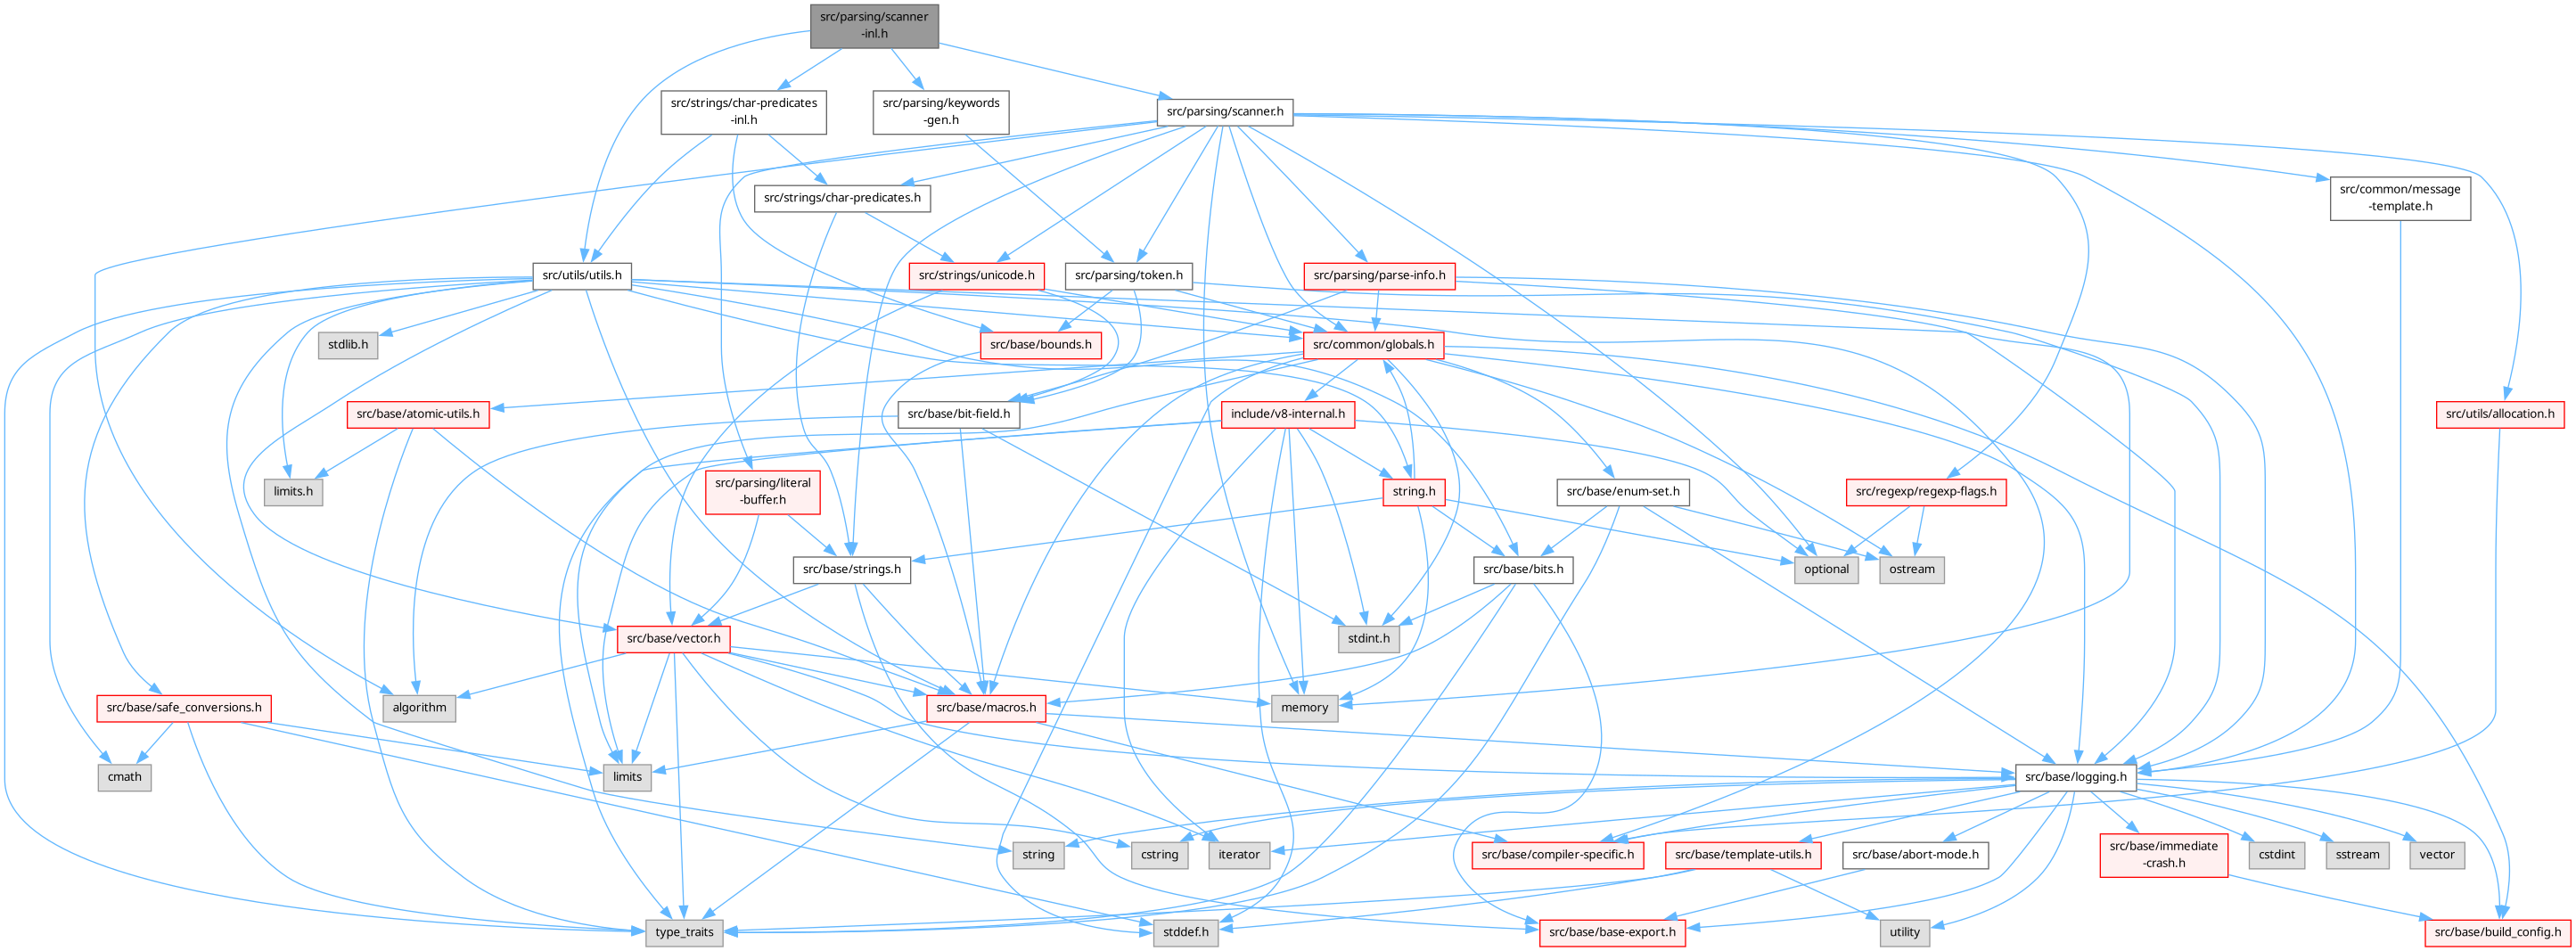 src/parsing/scanner
-inl.h
src/strings/char-predicates
-inl.h
src/parsing/keywords
-gen.h
src/parsing/scanner.h
src/strings/char-predicates.h
src/common/message
-template.h
src/utils/utils.h
src/strings/unicode.h
src/parsing/token.h
src/parsing/parse-info.h
stdlib.h
src/base/bounds.h
src/common/globals.h
src/base/atomic-utils.h
src/base/bit-field.h
include/v8-internal.h
src/utils/allocation.h
limits.h
src/parsing/literal
-buffer.h
string.h
src/base/enum-set.h
src/regexp/regexp-flags.h
src/base/strings.h
src/base/bits.h
optional
ostream
src/base/vector.h
stdint.h
src/base/safe_conversions.h
algorithm
src/base/macros.h
memory
cmath
limits
src/base/logging.h
string
cstring
iterator
src/base/compiler-specific.h
src/base/template-utils.h
src/base/abort-mode.h
src/base/immediate
-crash.h
cstdint
sstream
vector
type_traits
stddef.h
src/base/base-export.h
utility
src/base/build_config.h